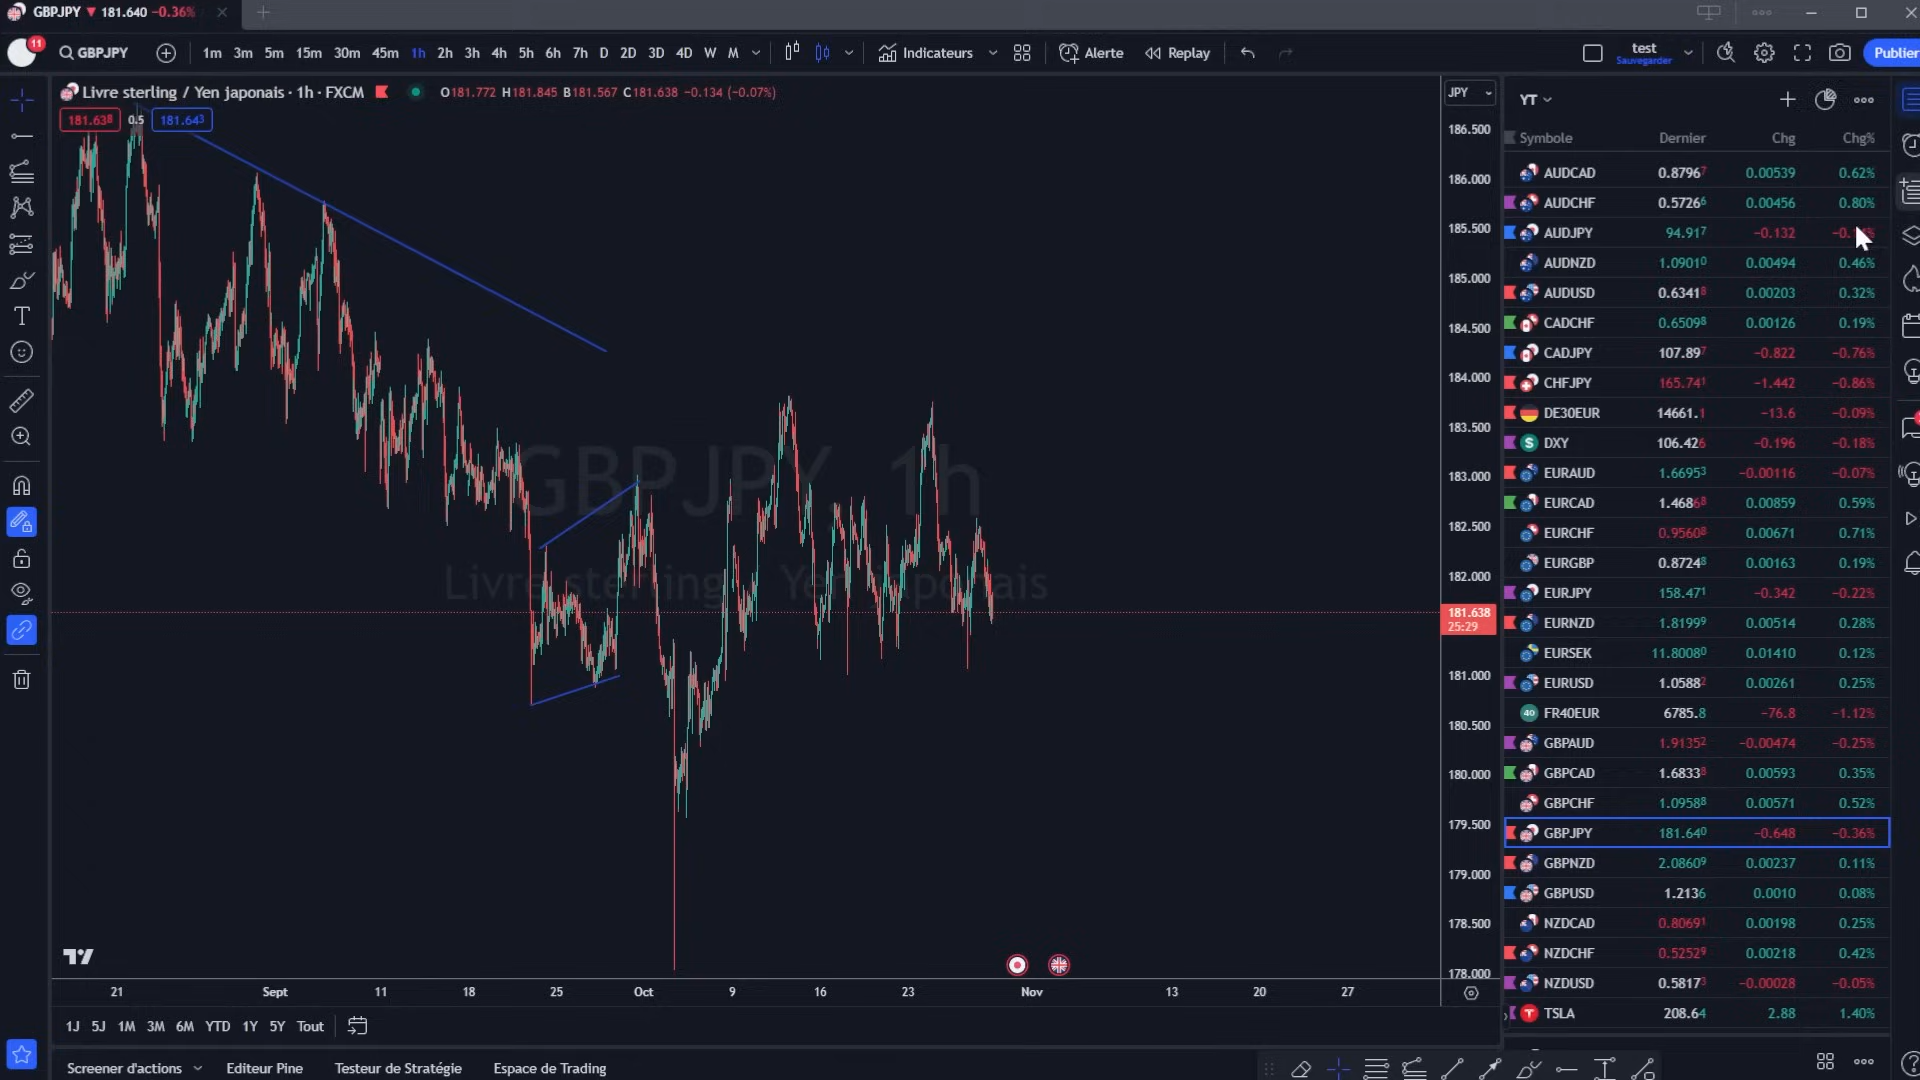 GBPJPY 181.640 −0.36%
11
GBPJPY 1m 3m 5m 15m 30m 45m 1h 2h 3h 4h 5h 6h 7h D 2D 3D 4D W M Indicateurs Alerte Replay test Sauvegarder Publier
Livre sterling / Yen japonais · 1h · FXCM O181.772 H181.845 B181.567 C181.638 −0.134 (−0.07%)
181.638 0.5 181.643
GBPJPY, 1h
JPY
186.500
186.000
185.500
185.000
184.500
184.000
183.500
183.000
182.500
182.000
181.638
25:29
181.000
180.500
180.000
179.500
179.000
178.500
178.000
21 Sept 11 18 25 Oct 9 16 23 Nov 13 20 27
1J 5J 1M 3M 6M YTD 1Y 5Y Tout
Screener d'actions Editeur Pine Testeur de Stratégie Espace de Trading
YT
Symbole Dernier Chg Chg%
AUDCAD 0.87967 0.00539 0.62%
AUDCHF 0.57266 0.00456 0.80%
AUDJPY 94.917 −0.132
AUDNZD 1.09010 0.00494 0.46%
AUDUSD 0.63418 0.00203 0.32%
CADCHF 0.65098 0.00126 0.19%
CADJPY 107.897 −0.822 −0.76%
CHFJPY 165.741 −1.442 −0.86%
DE30EUR 14661.1 −13.6 −0.09%
DXY 106.426 −0.196 −0.18%
EURAUD 1.66953 −0.00116 −0.07%
EURCAD 1.46868 0.00859 0.59%
EURCHF 0.95608 0.00671 0.71%
EURGBP 0.87248 0.00163 0.19%
EURJPY 158.471 −0.342 −0.22%
EURNZD 1.81999 0.00514 0.28%
EURSEK 11.80080 0.01410 0.12%
EURUSD 1.05882 0.00261 0.25%
40 FR40EUR 6785.8 −76.8 −1.12%
GBPAUD 1.91352 −0.00474 −0.25%
GBPCAD 1.68338 0.00593 0.35%
GBPCHF 1.09588 0.00571 0.52%
GBPJPY 181.640 −0.648 −0.36%
GBPNZD 2.08609 0.00237 0.11%
GBPUSD 1.2136 0.0010 0.08%
NZDCAD 0.80691 0.00198 0.25%
NZDCHF 0.52529 0.00218 0.42%
NZDUSD 0.58173 −0.00028 −0.05%
TSLA 208.64 2.88 1.40%